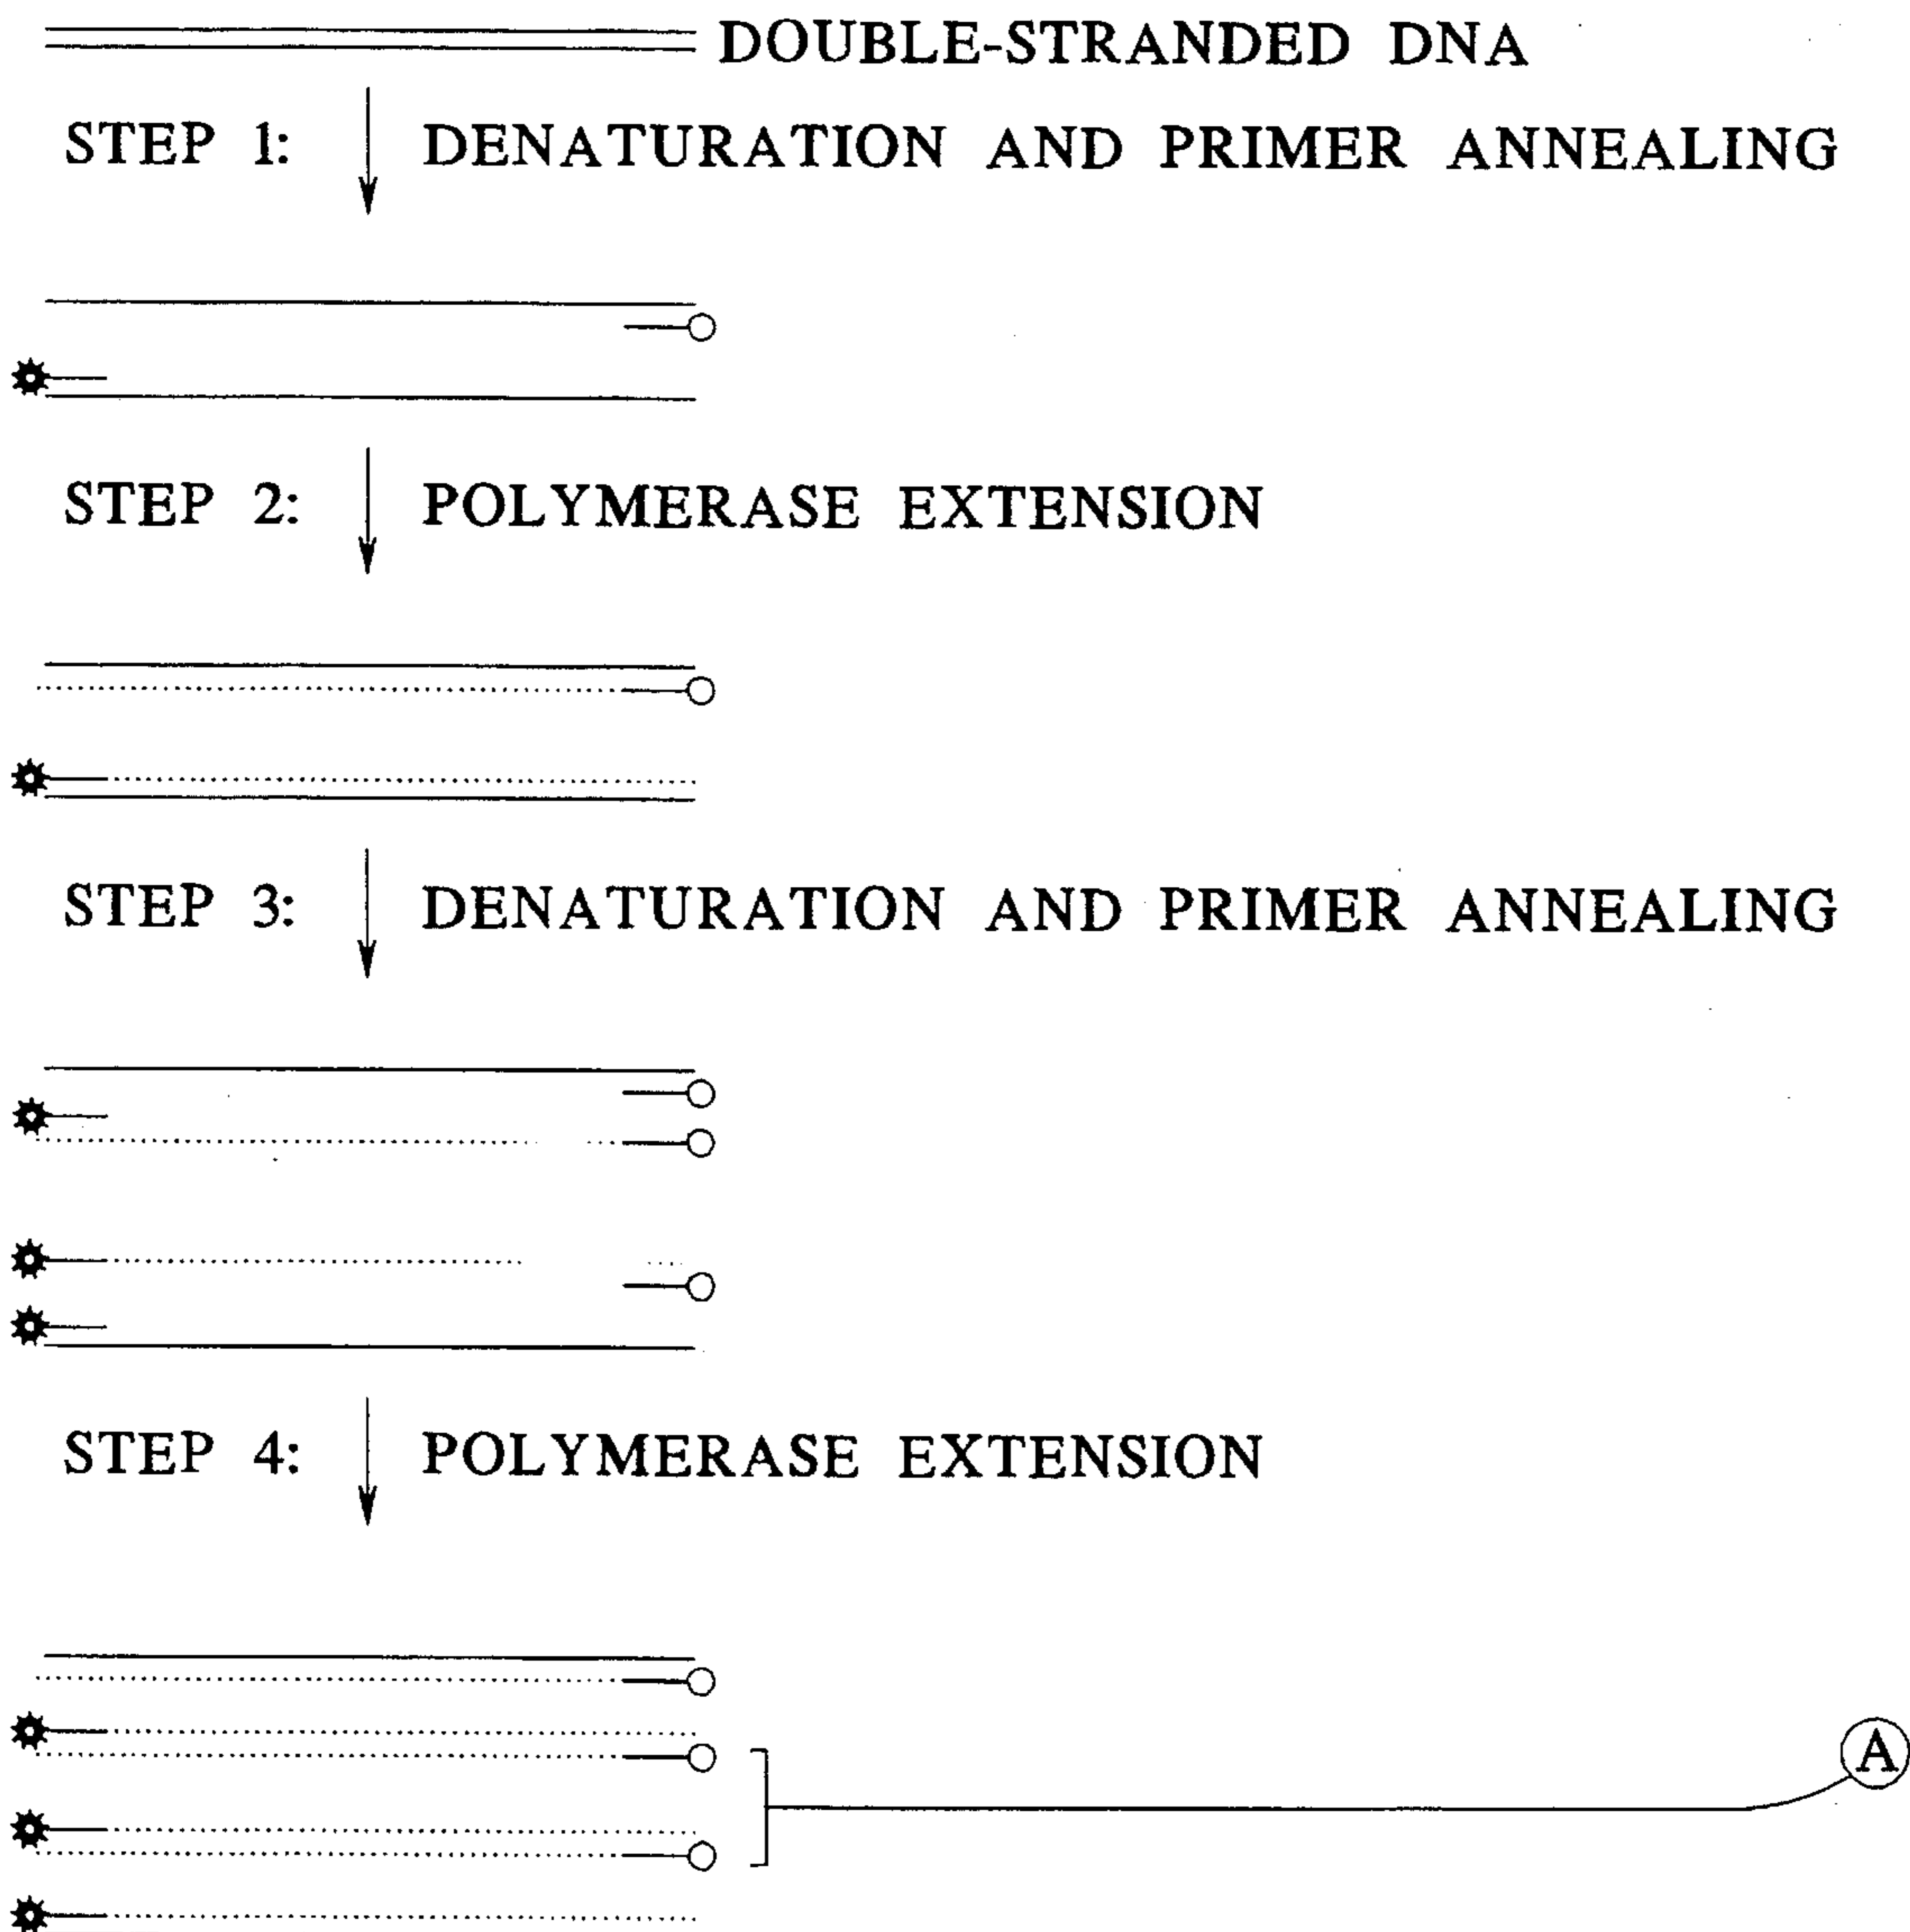 DOUBLE-STRANDED DNA
STEP 1: DENATURATION AND PRIMER ANNEALING
STEP 2: POLYMERASE EXTENSION
STEP 3: DENATURATION AND PRIMER ANNEALING
STEP 4: POLYMERASE EXTENSION
A